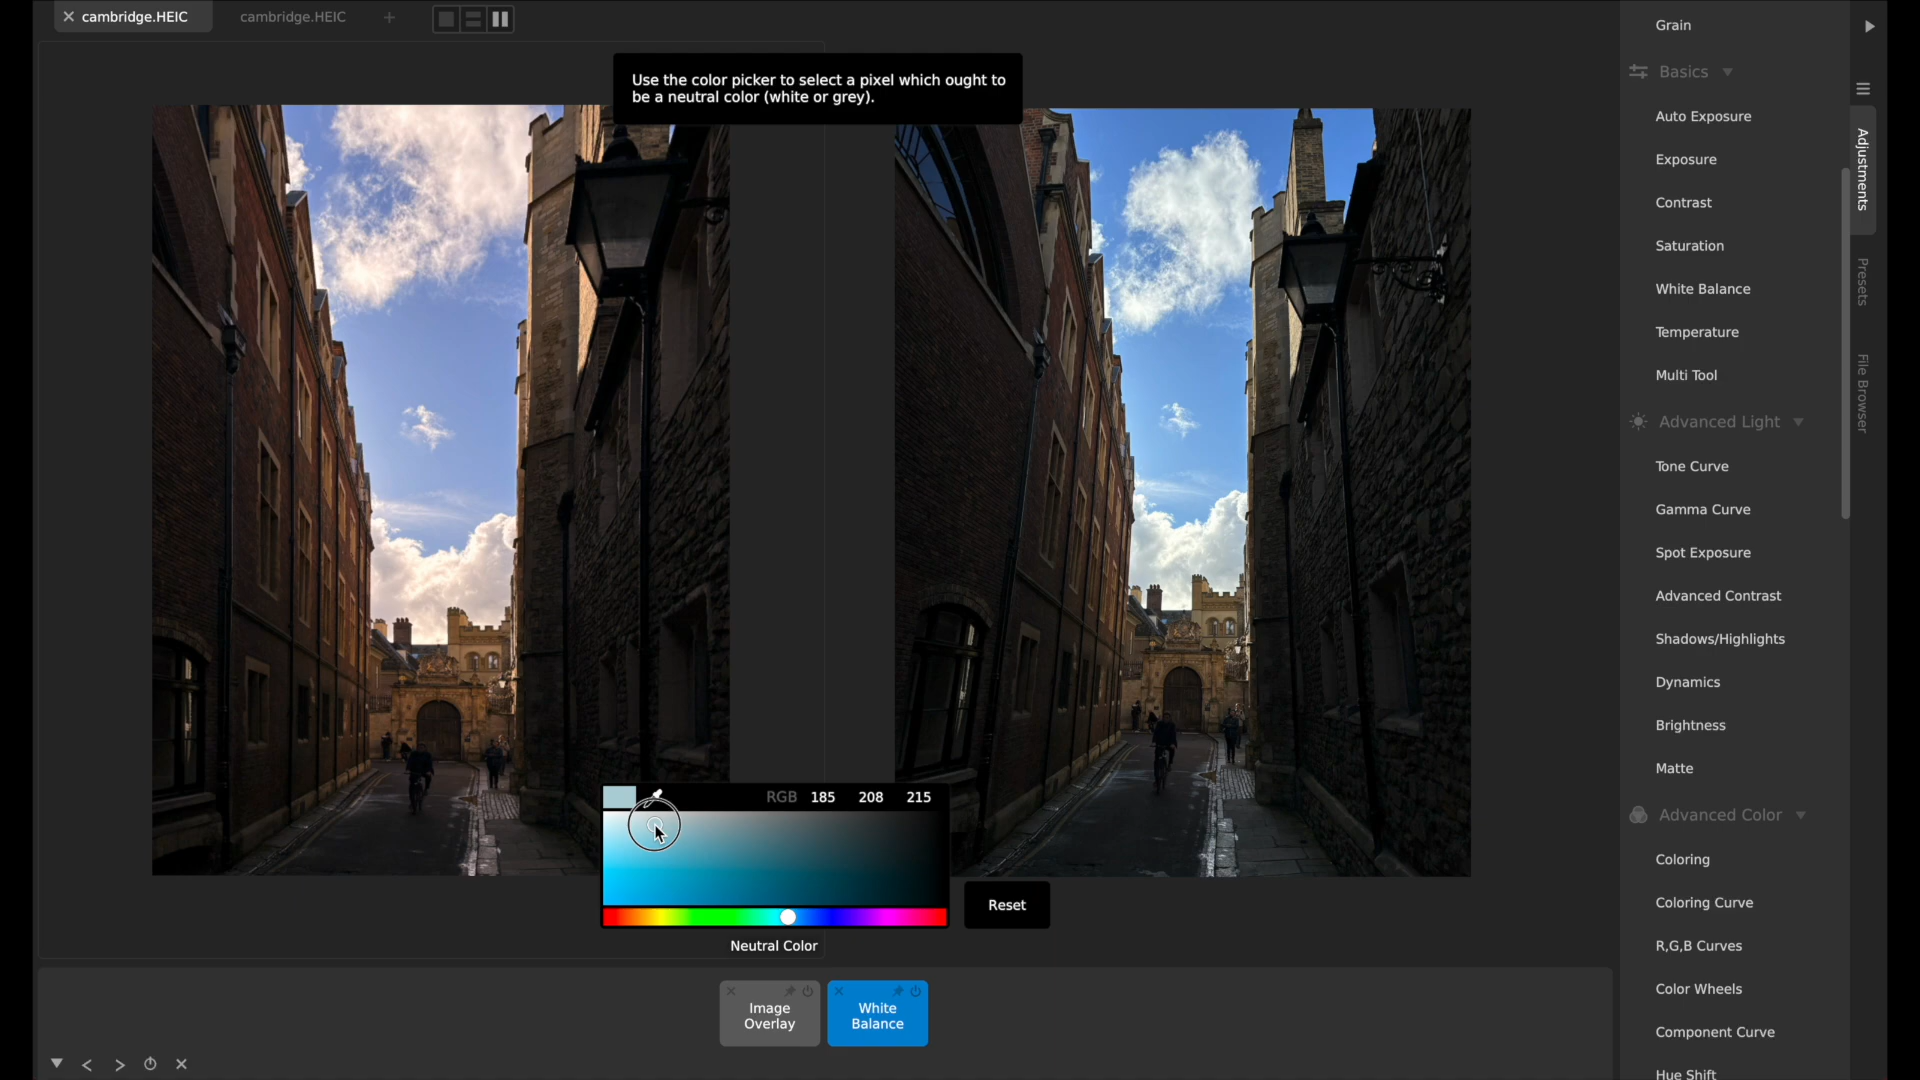 cambridge.HEIC
cambridge.HEIC
Use the color picker to select a pixel which ought to
be a neutral color (white or grey).
RGB 185 208 215
Reset
Neutral Color
Image
Overlay
White
Balance
Grain
Basics
Auto Exposure
Exposure
Contrast
Saturation
White Balance
Temperature
Multi Tool
Advanced Light
Tone Curve
Gamma Curve
Spot Exposure
Advanced Contrast
Shadows/Highlights
Dynamics
Brightness
Matte
Advanced Color
Coloring
Coloring Curve
R,G,B Curves
Color Wheels
Component Curve
Hue Shift
Adjustments
Presets
File Browser